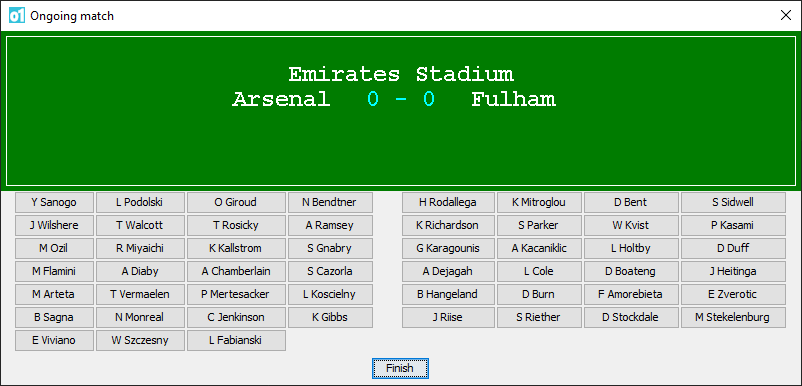 Ongoing match
Emirates Stadium
Arsenal 0 - 0 Fulham
Y Sanogo L Podolski O Giroud N Bendtner H Rodallega K Mitroglou D Bent S Sidwell
J Wilshere T Walcott T Rosicky A Ramsey K Richardson S Parker W Kvist P Kasami
M Ozil R Miyaichi K Kallstrom S Gnabry G Karagounis A Kacaniklic L Holtby D Duff
M Flamini A Diaby A Chamberlain S Cazorla A Dejagah L Cole D Boateng J Heitinga
M Arteta T Vermaelen P Mertesacker L Koscielny B Hangeland D Burn F Amorebieta E Zverotic
B Sagna N Monreal C Jenkinson K Gibbs J Riise S Riether D Stockdale M Stekelenburg
E Viviano W Szczesny L Fabianski
Finish